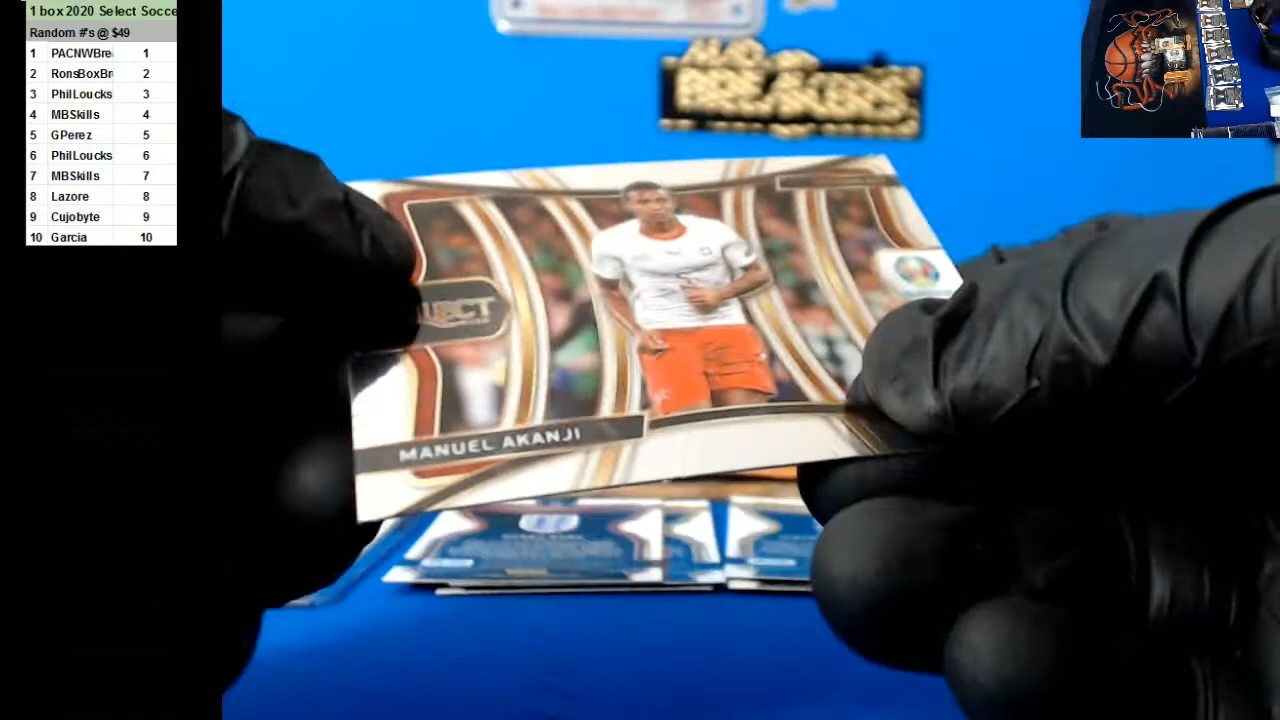 1 box 2020 Select Socce
Random #'s @ $49
1 PACNWBre 1
2 RonsBoxBr 2
3 PhilLoucks 3
4 MBSkills 4
5 GPerez 5
6 PhilLoucks 6
7 MBSkills 7
8 Lazore 8
9 Cujobyte 9
10 Garcia 10
BREAKERS
LECT
MANUEL AKANJI